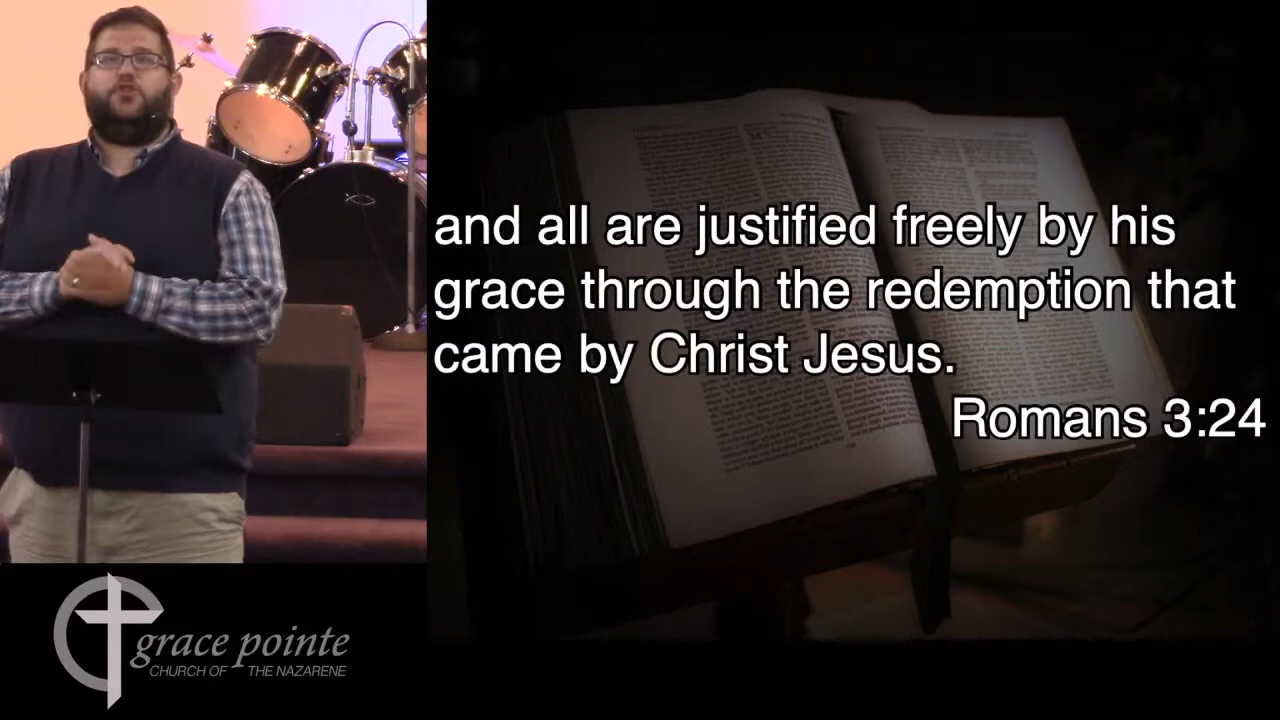 and all are justified freely by his
grace through the redemption that
came by Christ Jesus.
Romans 3:24
grace pointe
CHURCH OF THE NAZARENE